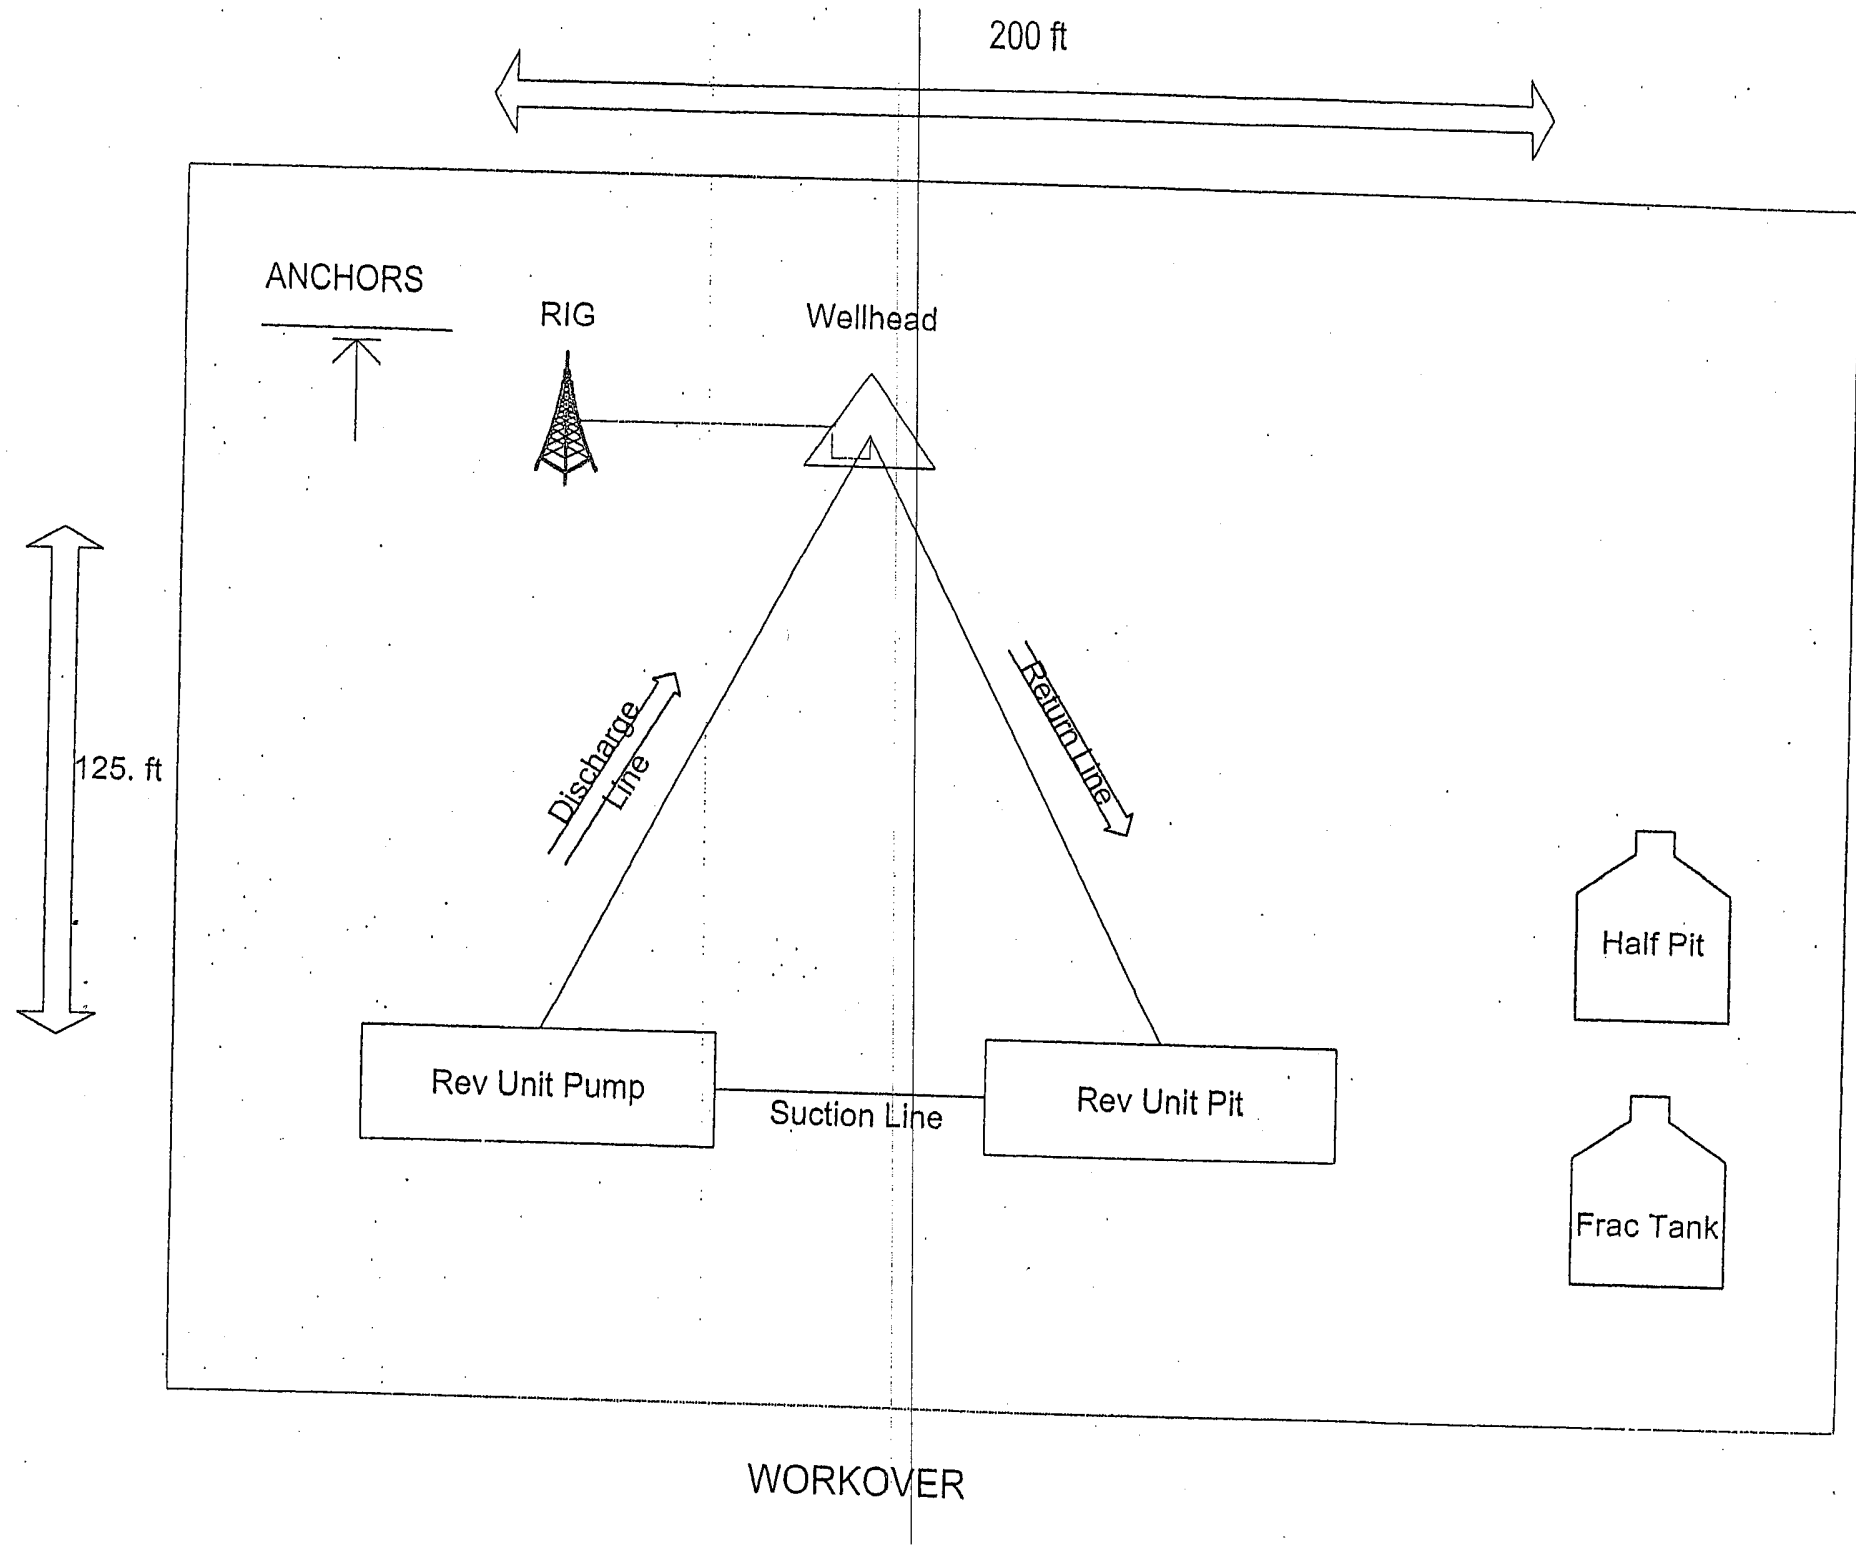 200 ft
ANCHORS
RIG
Wellhead
125. ft
Discharge
Line
Return Line
Half Pit
Rev Unit Pump
Suction Line
Rev Unit Pit
Frac Tank
WORKOVER